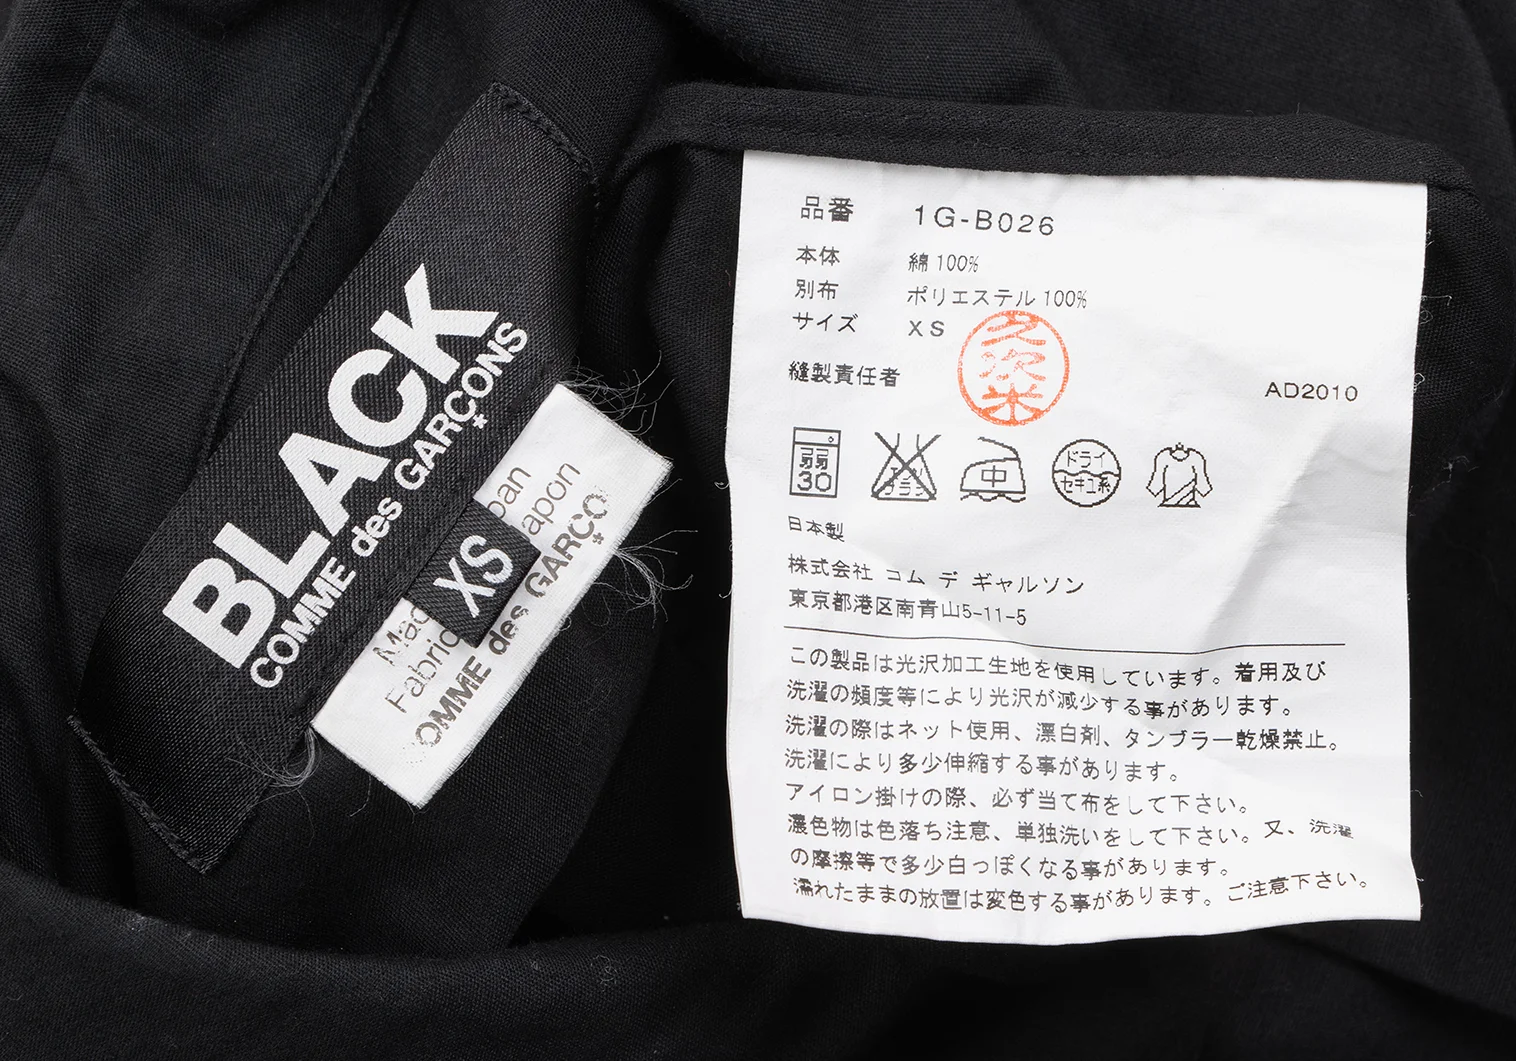 BLACK
COMME des GARÇONS
XS
Fabric
apon
COMME des GARÇO
品番 1G-B026
本体 綿 100%
別布 ポリエステル 100%
サイズ XS
縫製責任者
AD2010
弱
30
中
ドライ
セキユ系
日本製
株式会社 コム デ ギャルソン
東京都港区南青山5-11-5
この製品は光沢加工生地を使用しています。着用及び
洗濯の頻度等により光沢が減少する事があります。
洗濯の際はネット使用、漂白剤、タンブラー乾燥禁止。
洗濯により多少伸縮する事があります。
アイロン掛けの際、必ず当て布をして下さい。
濃色物は色落ち注意、単独洗いをして下さい。又、洗濯
の摩擦等で多少白っぽくなる事があります。
濡れたままの放置は変色する事があります。ご注意下さい。